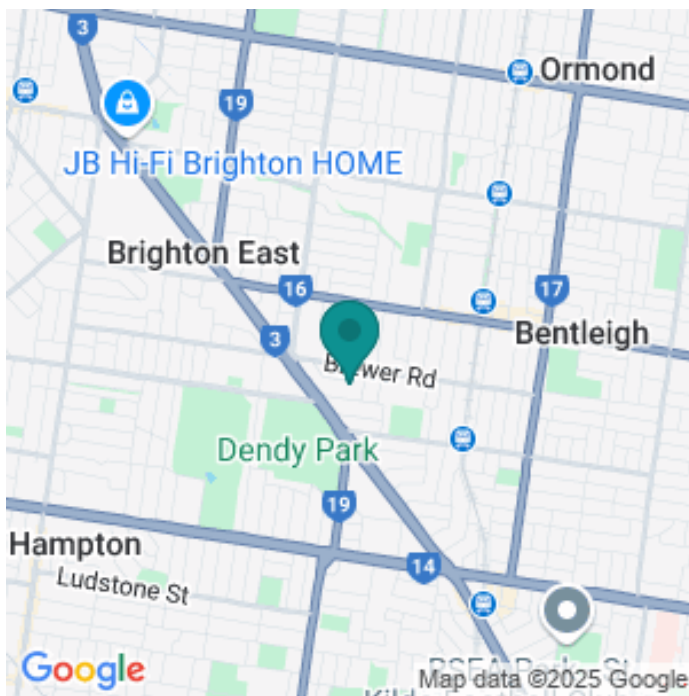 3
Ormond
19
JB Hi-Fi Brighton HOME
Brighton East
16
17
3
Bentleigh
Brewer Rd
Dendy Park
19
Hampton
14
Ludstone St
Google
Map data ©2025 Google